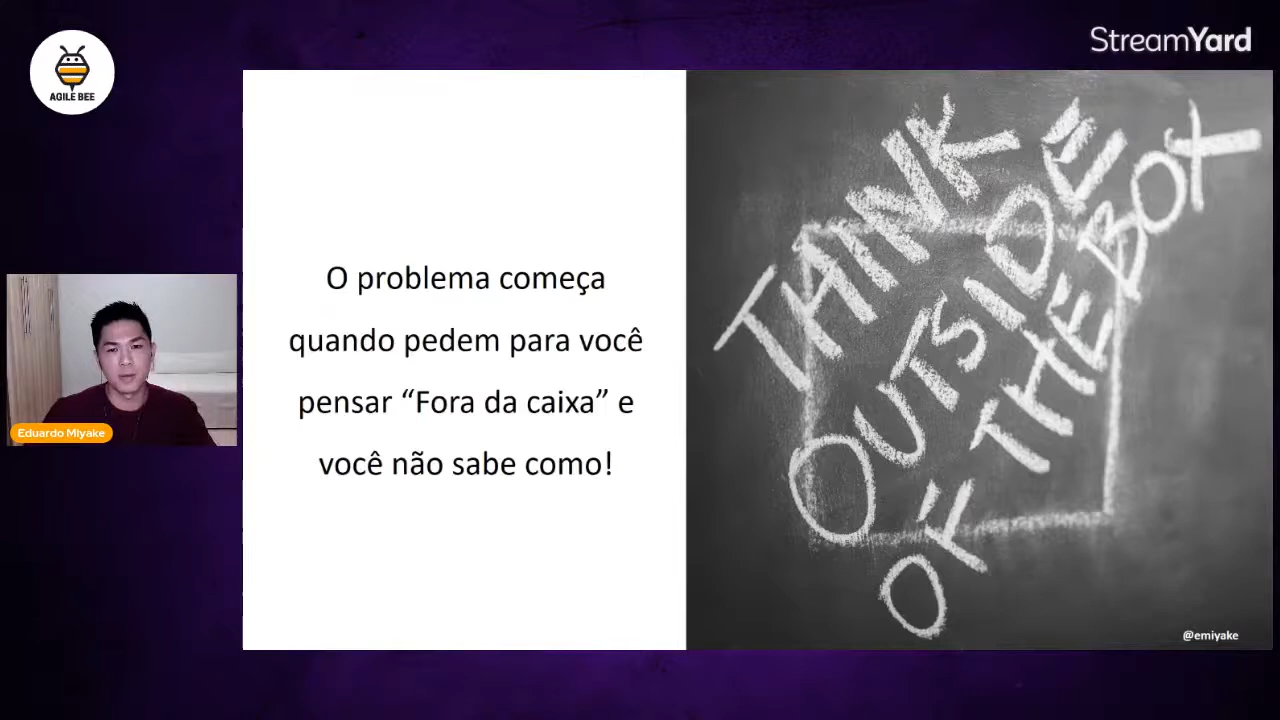 AGILE BEE
StreamYard
O problema começa
quando pedem para você
pensar “Fora da caixa” e
você não sabe como!
THINK
OUTSIDE
OF THE BOX
Eduardo Miyake
@emiyake